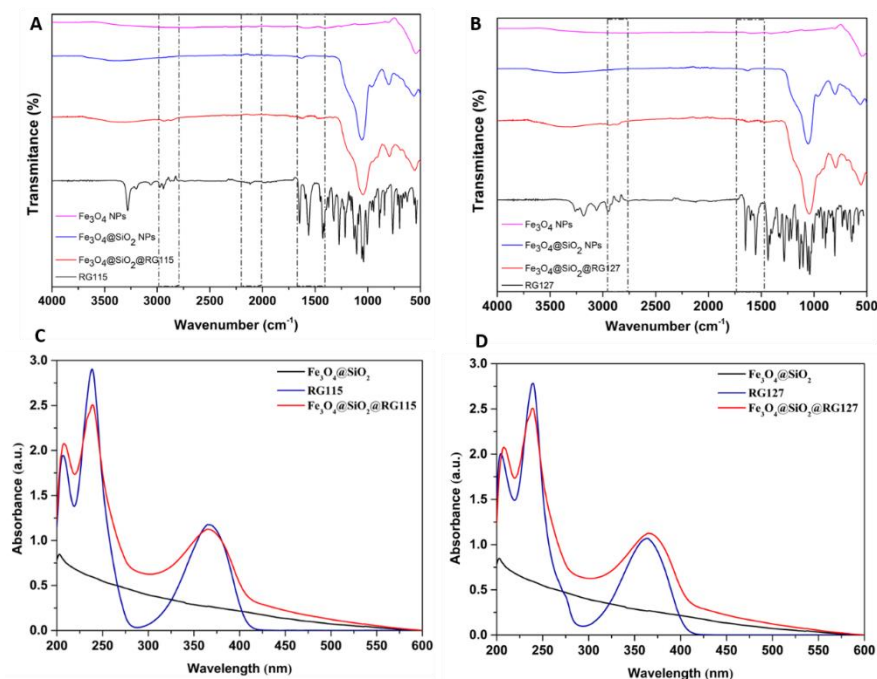 A
Transmitance (%)
Fe₃O₄ NPs
Fe₃O₄@SiO₂ NPs
Fe₃O₄@SiO₂@RG115
RG115
4000 3500 3000 2500 2000 1500 1000 500
Wavenumber (cm⁻¹)
B
Transmitance (%)
Fe₃O₄ NPs
Fe₃O₄@SiO₂ NPs
Fe₃O₄@SiO₂@RG127
RG127
4000 3500 3000 2500 2000 1500 1000 500
Wavenumber (cm⁻¹)
C
Absorbance (a.u.)
3.0
2.5
2.0
1.5
1.0
0.5
0.0
Fe₃O₄@SiO₂
RG115
Fe₃O₄@SiO₂@RG115
200 250 300 350 400 450 500 550 600
Wavelength (nm)
D
Absorbance (a.u.)
3.0
2.5
2.0
1.5
1.0
0.5
0.0
Fe₃O₄@SiO₂
RG127
Fe₃O₄@SiO₂@RG127
200 250 300 350 400 450 500 550 600
Wavelength (nm)